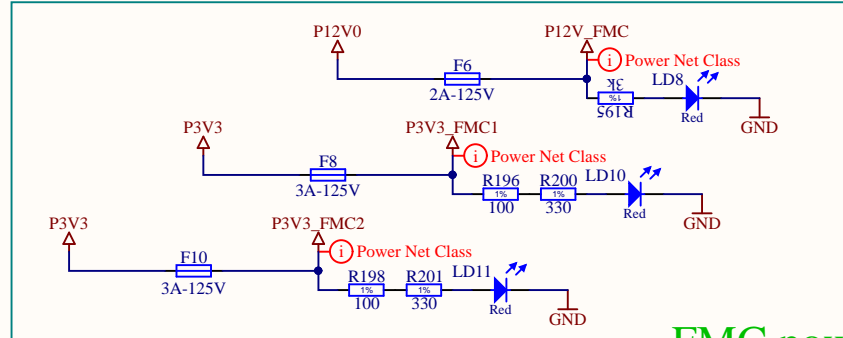 P12V0
P12V_FMC
i Power Net Class
F6
2A-125V
3k
1%
R195
LD8
Red
GND
P3V3
P3V3_FMC1
i Power Net Class
F8
3A-125V
R196
1%
100
R200
1%
330
LD10
Red
GND
P3V3
P3V3_FMC2
i Power Net Class
F10
3A-125V
R198
1%
100
R201
1%
330
LD11
Red
GND
FMC